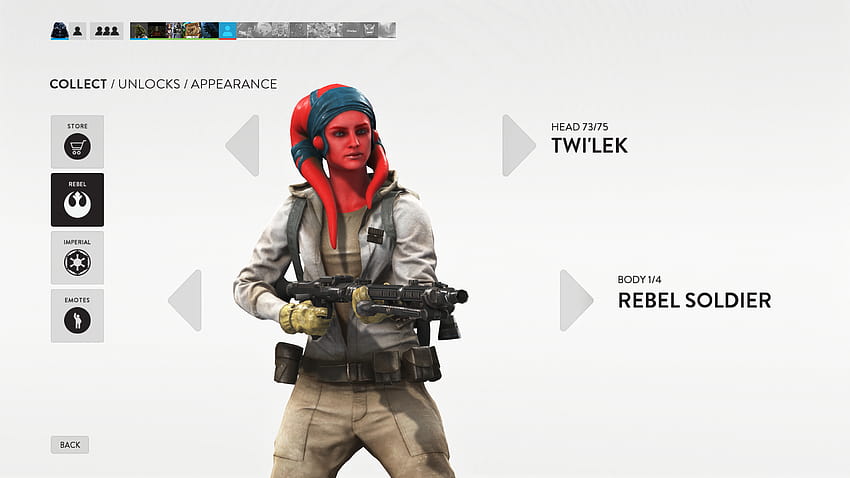 COLLECT / UNLOCKS / APPEARANCE
STORE
HEAD 73/75
TWI'LEK
REBEL
IMPERIAL
BODY 1/4
REBEL SOLDIER
EMOTES
BACK